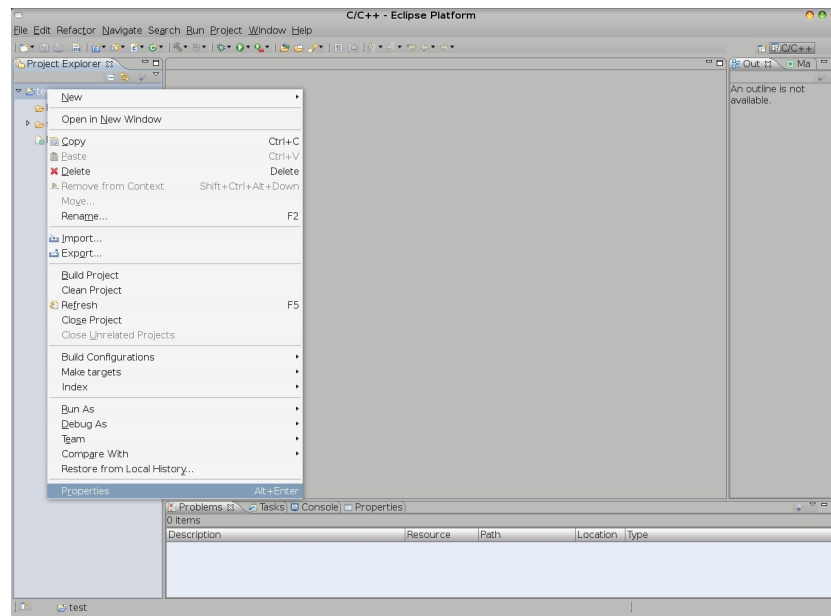 C/C++ - Eclipse Platform
File Edit Refactor Navigate Search Run Project Window Help
C/C++
Project Explorer
Out Ma
An outline is not
available.
New
Open in New Window
Copy Ctrl+C
Paste Ctrl+V
Delete Delete
Remove from Context Shift+Ctrl+Alt+Down
Move...
Rename... F2
Import...
Export...
Build Project
Clean Project
Refresh F5
Close Project
Close Unrelated Projects
Build Configurations
Make targets
Index
Run As
Debug As
Team
Compare With
Restore from Local History...
Properties Alt+Enter
Problems Tasks Console Properties
0 items
Description Resource Path Location Type
test